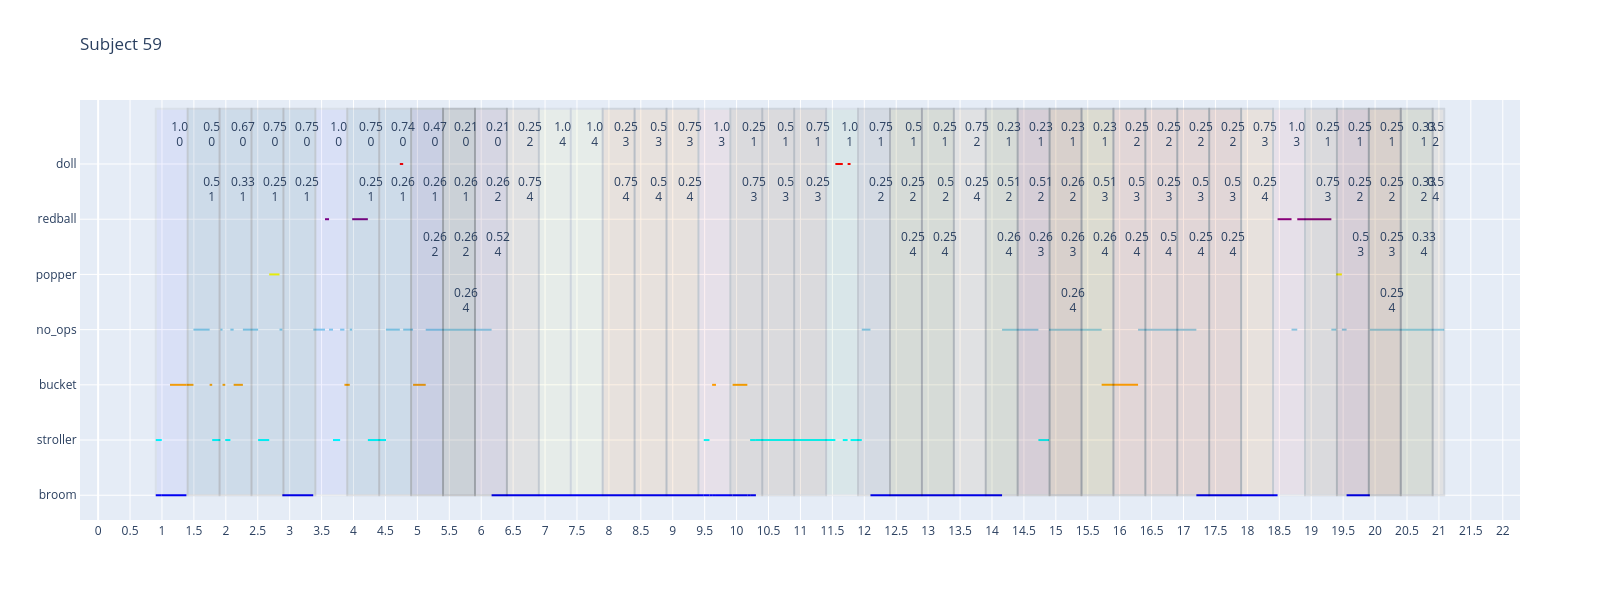 Subject 59
1.0 0.5 0.67 0.75 0.75 1.0 0.75 0.74 0.47 0.21 0.21 0.25 1.0 1.0 0.25 0.5 0.75 1.0 0.25 0.5 0.75 1.0 0.75 0.5 0.25 0.75 0.23 0.23 0.23 0.23 0.25 0.25 0.25 0.25 0.75 1.0 0.25 0.25 0.25 0.33 0.5
0 0 0 0 0 0 0 0 0 0 0 2 4 4 3 3 3 3 1 1 1 1 1 1 1 2 1 1 1 1 2 2 2 2 3 3 1 1 1 1 2
doll
0.5 0.33 0.25 0.25 0.25 0.26 0.26 0.26 0.26 0.75 0.75 0.5 0.25 0.75 0.5 0.25 0.25 0.25 0.5 0.25 0.51 0.51 0.26 0.51 0.5 0.25 0.5 0.5 0.25 0.75 0.25 0.25 0.33 0.5
1 1 1 1 1 1 1 1 2 4 4 4 4 3 3 3 2 2 2 4 2 2 2 3 3 3 3 3 4 3 2 2 2 4
redball
0.26 0.26 0.52 0.25 0.25 0.26 0.26 0.26 0.26 0.25 0.5 0.25 0.25 0.5 0.25 0.33
2 2 4 4 4 4 3 3 4 4 4 4 4 3 3 4
popper
0.26 0.26 0.25
4 4 4
no_ops
bucket
stroller
broom
0 0.5 1 1.5 2 2.5 3 3.5 4 4.5 5 5.5 6 6.5 7 7.5 8 8.5 9 9.5 10 10.5 11 11.5 12 12.5 13 13.5 14 14.5 15 15.5 16 16.5 17 17.5 18 18.5 19 19.5 20 20.5 21 21.5 22